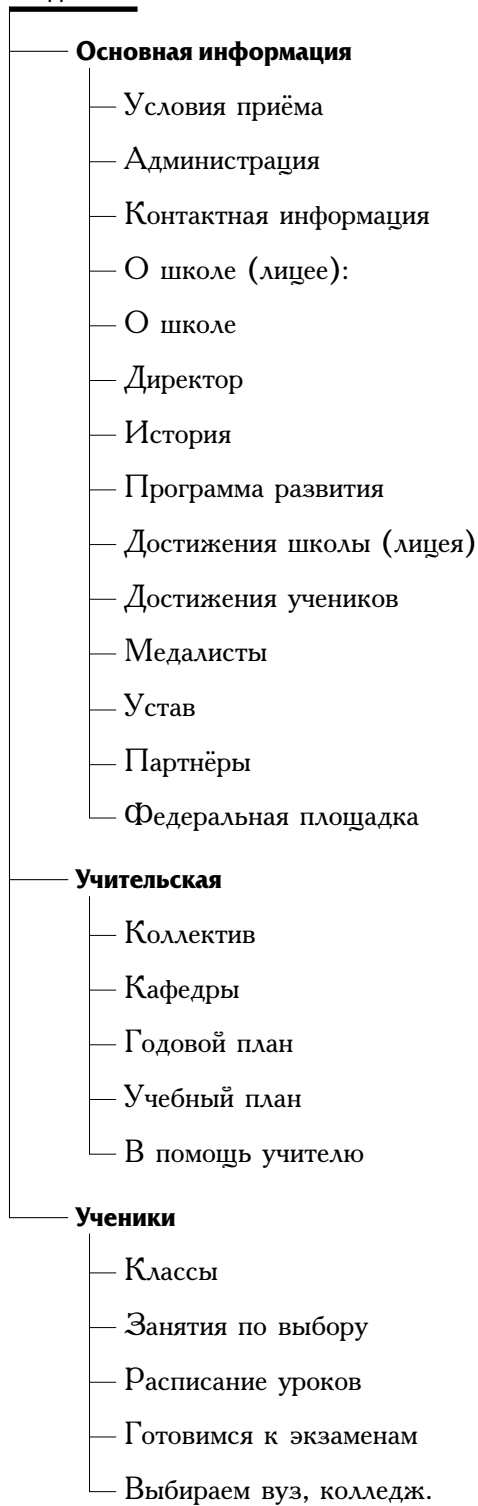 Основная информация
Условия приёма
Администрация
Контактная информация
О школе (лицее):
О школе
Директор
История
Программа развития
Достижения школы (лицея)
Достижения учеников
Медалисты
Устав
Партнёры
Федеральная площадка
Учительская
Коллектив
Кафедры
Годовой план
Учебный план
В помощь учителю
Ученики
Классы
Занятия по выбору
Расписание уроков
Готовимся к экзаменам
Выбираем вуз, колледж.